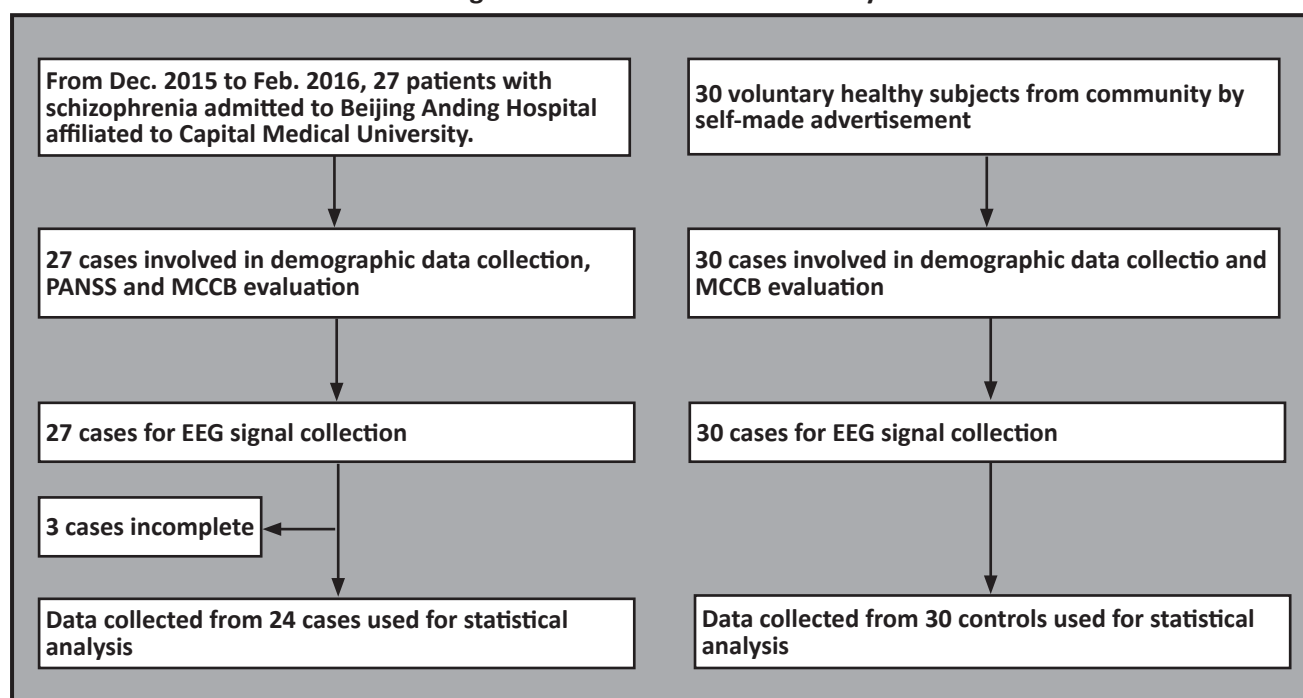 From Dec. 2015 to Feb. 2016, 27 patients with
schizophrenia admitted to Beijing Anding Hospital
affiliated to Capital Medical University.
30 voluntary healthy subjects from community by
self-made advertisement
27 cases involved in demographic data collection,
PANSS and MCCB evaluation
30 cases involved in demographic data collectio and
MCCB evaluation
27 cases for EEG signal collection
30 cases for EEG signal collection
3 cases incomplete
Data collected from 24 cases used for statistical
analysis
Data collected from 30 controls used for statistical
analysis